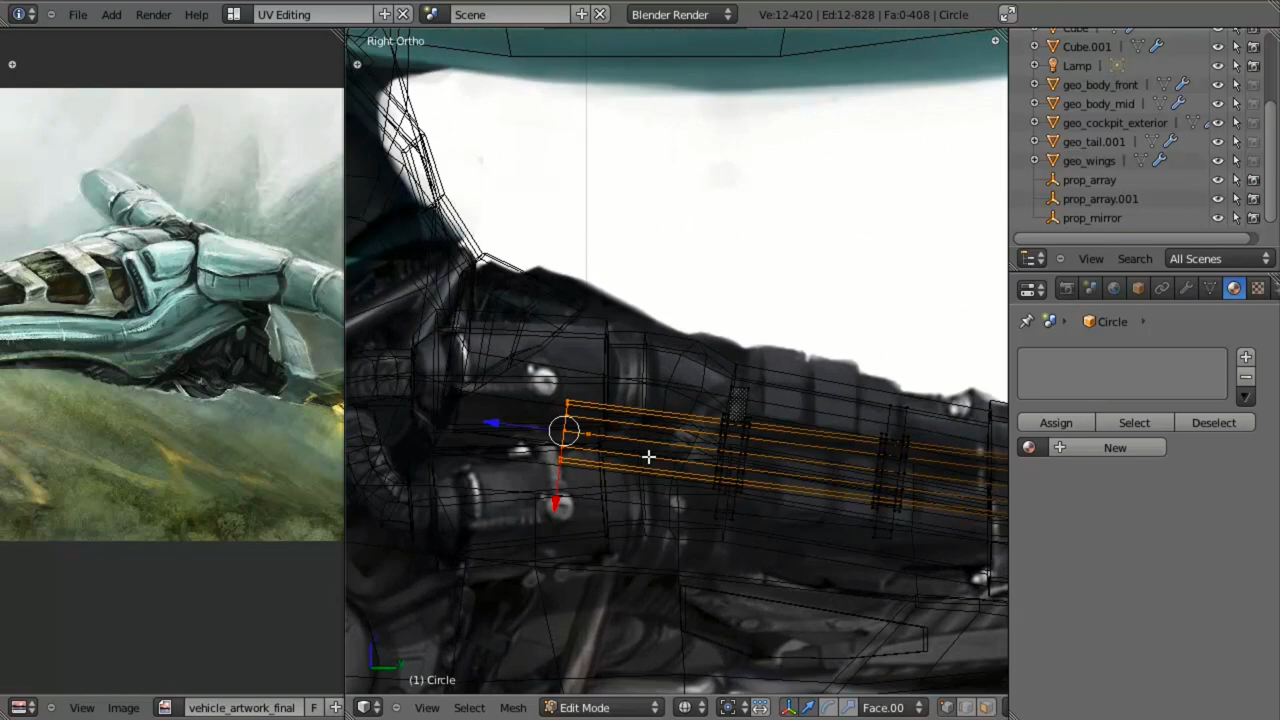 File Add Render Help UV Editing Scene Blender Render Ve:12-420 | Ed:12-828 | Fa:0-408 | Circle
Right Ortho
Cube
Cube.001
Lamp
geo_body_front
geo_body_mid
geo_cockpit_exterior
geo_tail.001
geo_wings
prop_array
prop_array.001
prop_mirror
View Search All Scenes
Circle
Assign Select Deselect
New
(1) Circle
View Image vehicle_artwork_final F View Select Mesh Edit Mode Face.00